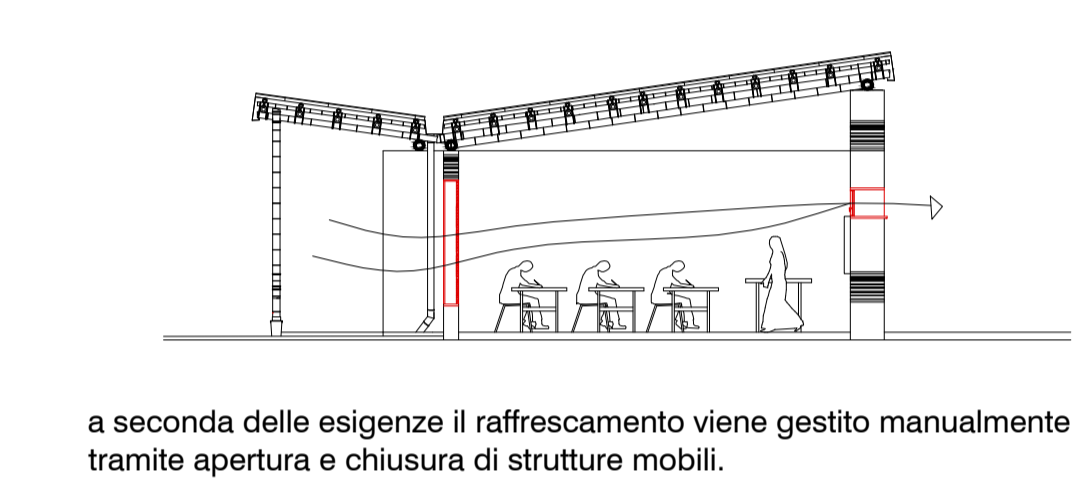 a seconda delle esigenze il raffrescamento viene gestito manualmente
tramite apertura e chiusura di strutture mobili.